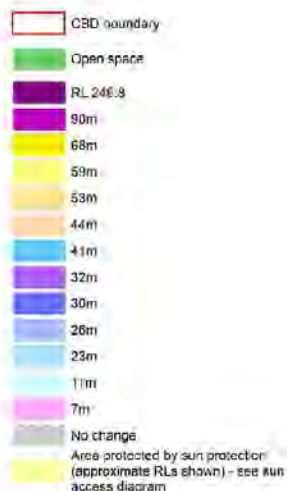 CBD boundary
Open space
RL 246.8
90m
68m
59m
53m
44m
41m
32m
30m
26m
23m
11m
7m
No change
Area protected by sun protection
(approximate RLs shown) - see sun
access diagram